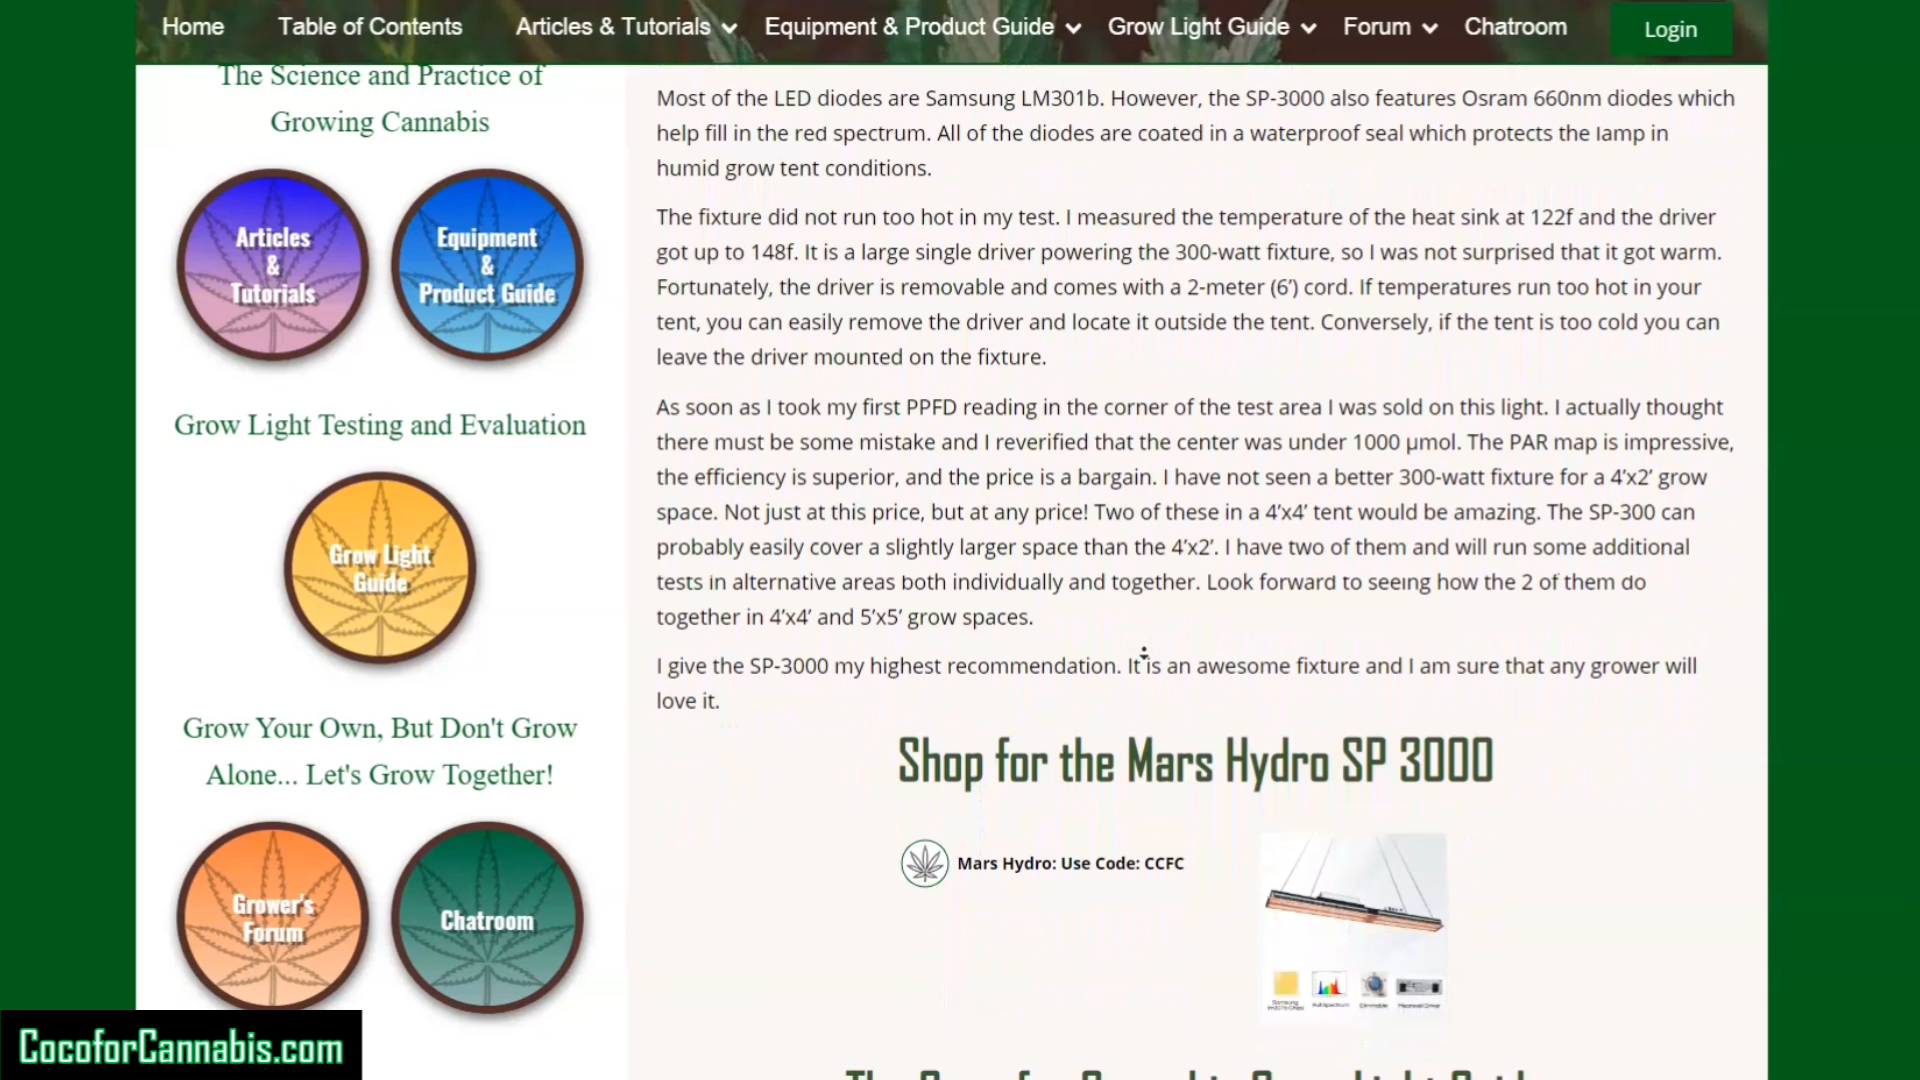 Home Table of Contents Articles & Tutorials Equipment & Product Guide Grow Light Guide Forum Chatroom Login
The Science and Practice of
Growing Cannabis
Articles
&
Tutorials
Equipment
&
Product Guide
Grow Light Testing and Evaluation
Grow Light
Guide
Grow Your Own, But Don't Grow
Alone... Let's Grow Together!
Grower's
Forum
Chatroom
Most of the LED diodes are Samsung LM301b. However, the SP-3000 also features Osram 660nm diodes which
help fill in the red spectrum. All of the diodes are coated in a waterproof seal which protects the lamp in
humid grow tent conditions.
The fixture did not run too hot in my test. I measured the temperature of the heat sink at 122f and the driver
got up to 148f. It is a large single driver powering the 300-watt fixture, so I was not surprised that it got warm.
Fortunately, the driver is removable and comes with a 2-meter (6’) cord. If temperatures run too hot in your
tent, you can easily remove the driver and locate it outside the tent. Conversely, if the tent is too cold you can
leave the driver mounted on the fixture.
As soon as I took my first PPFD reading in the corner of the test area I was sold on this light. I actually thought
there must be some mistake and I reverified that the center was under 1000 μmol. The PAR map is impressive,
the efficiency is superior, and the price is a bargain. I have not seen a better 300-watt fixture for a 4’x2’ grow
space. Not just at this price, but at any price! Two of these in a 4’x4’ tent would be amazing. The SP-300 can
probably easily cover a slightly larger space than the 4’x2’. I have two of them and will run some additional
tests in alternative areas both individually and together. Look forward to seeing how the 2 of them do
together in 4’x4’ and 5’x5’ grow spaces.
I give the SP-3000 my highest recommendation. It is an awesome fixture and I am sure that any grower will
love it.
Shop for the Mars Hydro SP 3000
Mars Hydro: Use Code: CCFC
CocoforCannabis.com